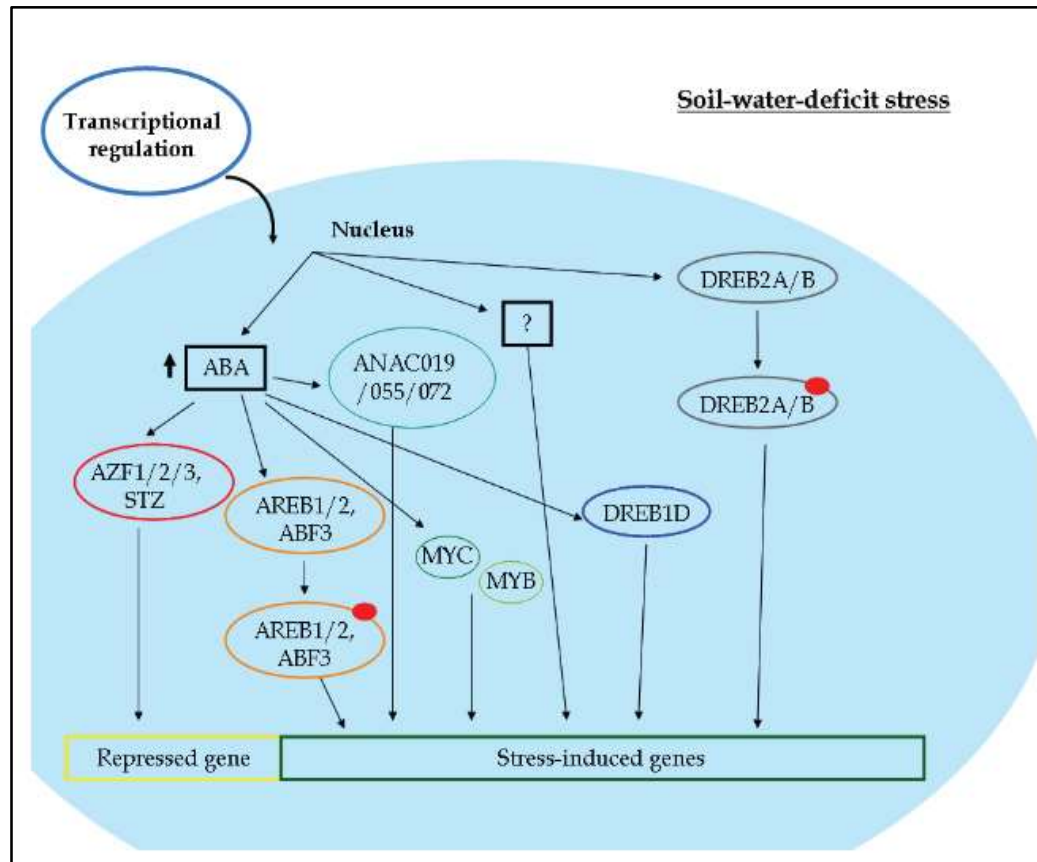 Soil-water-deficit stress
Transcriptional
regulation
Nucleus
DREB2A/B
?
ABA
ANAC019
/055/072
DREB2A/B
AZF1/2/3,
STZ
AREB1/2,
ABF3
DREB1D
MYC
MYB
AREB1/2,
ABF3
Repressed gene
Stress-induced genes